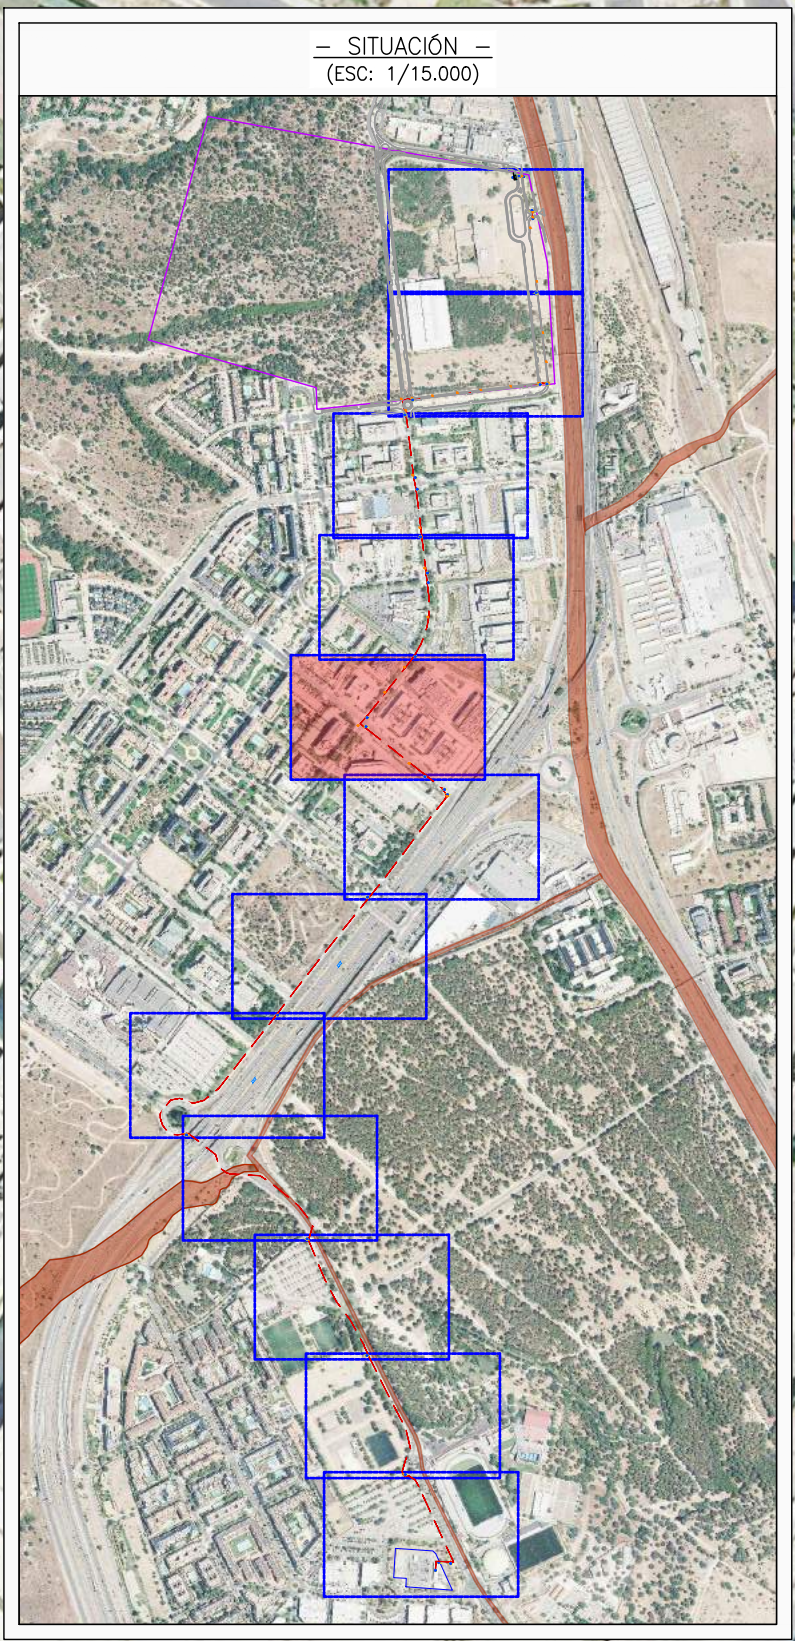 – SITUACIÓN –
(ESC: 1/15.000)